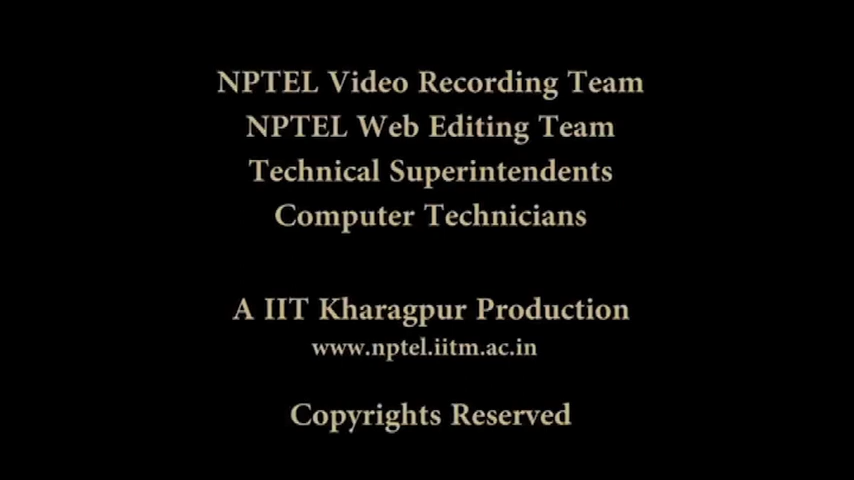 NPTEL Video Recording Team
NPTEL Web Editing Team
Technical Superintendents
Computer Technicians
A IIT Kharagpur Production
www.nptel.iitm.ac.in
Copyrights Reserved